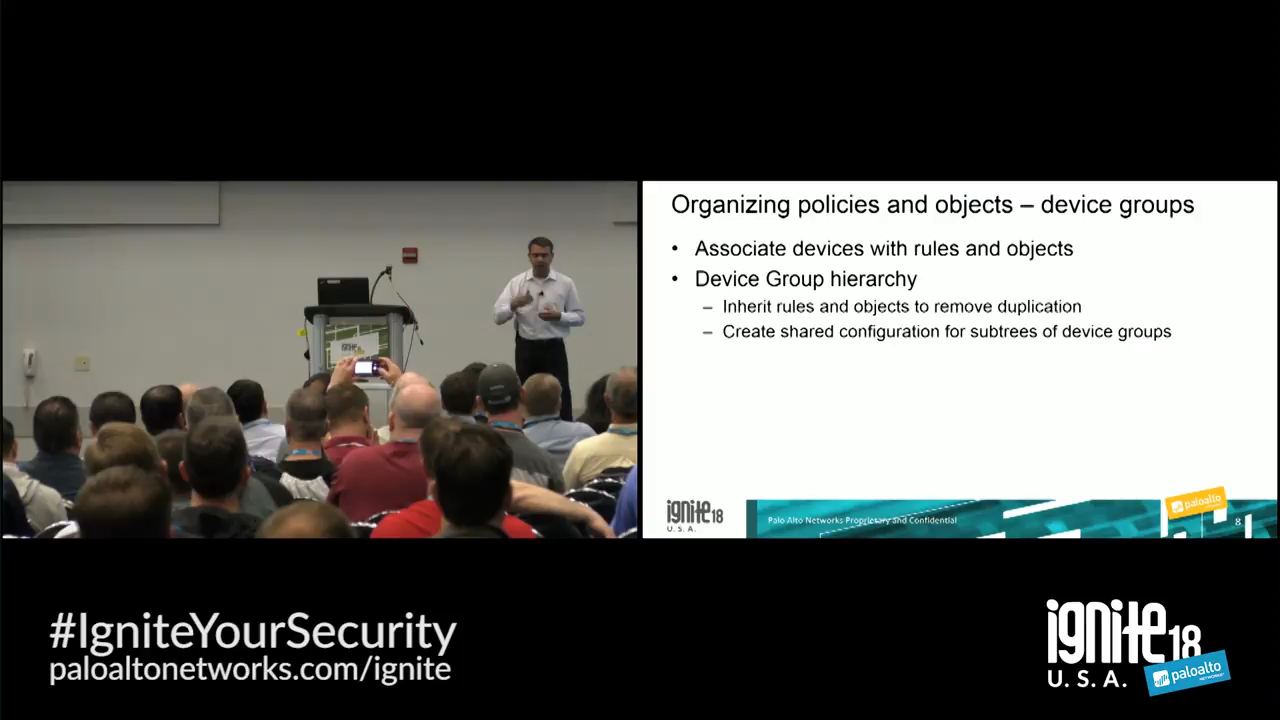 Organizing policies and objects – device groups
• Associate devices with rules and objects
• Device Group hierarchy
– Inherit rules and objects to remove duplication
– Create shared configuration for subtrees of device groups
ignite18
U.S.A.
Palo Alto Networks Proprietary and Confidential
paloalto
8
ignite
#IgniteYourSecurity
paloaltonetworks.com/ignite
ignite18
U.S.A.
paloalto
NETWORKS